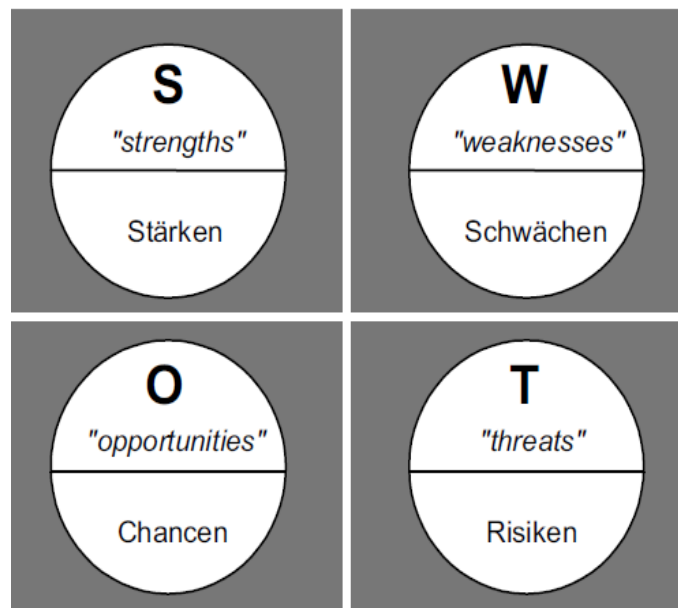 S
"strengths"
Stärken
W
"weaknesses"
Schwächen
O
"opportunities"
Chancen
T
"threats"
Risiken